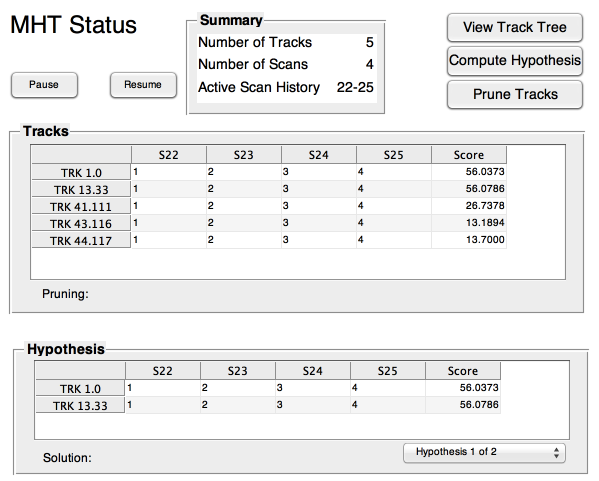 MHT Status
Summary
Number of Tracks 5
Number of Scans 4
Active Scan History 22-25
View Track Tree
Compute Hypothesis
Prune Tracks
Pause Resume
Tracks
S22 S23 S24 S25 Score
TRK 1.0 1 2 3 4 56.0373
TRK 13.33 1 2 3 4 56.0786
TRK 41.111 1 2 3 4 26.7378
TRK 43.116 1 2 3 4 13.1894
TRK 44.117 1 2 3 4 13.7000
Pruning:
Hypothesis
S22 S23 S24 S25 Score
TRK 1.0 1 2 3 4 56.0373
TRK 13.33 1 2 3 4 56.0786
Solution: Hypothesis 1 of 2